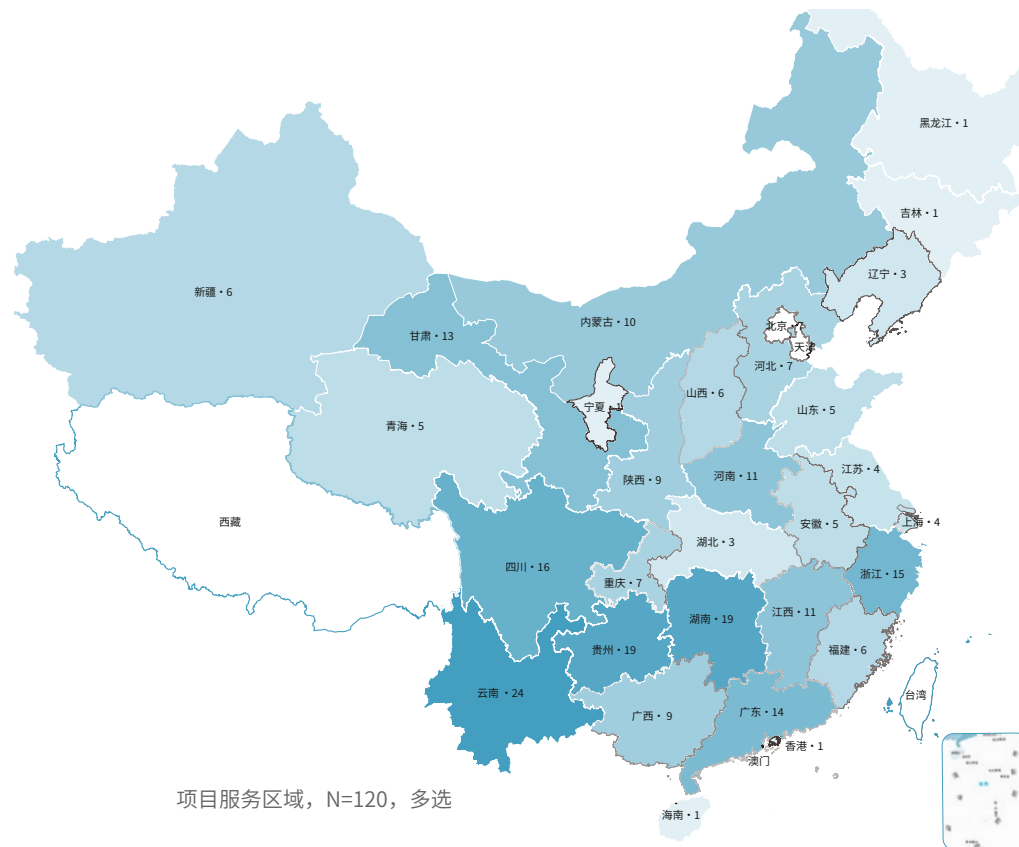 黑龙江•1
吉林•1
辽宁•3
新疆•6
内蒙古•10
北京
甘肃•13
天津
河北•7
山西•6
宁夏•1
山东•5
青海•5
江苏•4
陕西•9
河南•11
安徽•5
上海•4
西藏
湖北•3
四川•16
浙江•15
重庆•7
江西•11
湖南•19
贵州•19
福建•6
云南•24
台湾
广西•9
广东•14
香港•1
澳门
项目服务区域，N=120，多选
海南•1